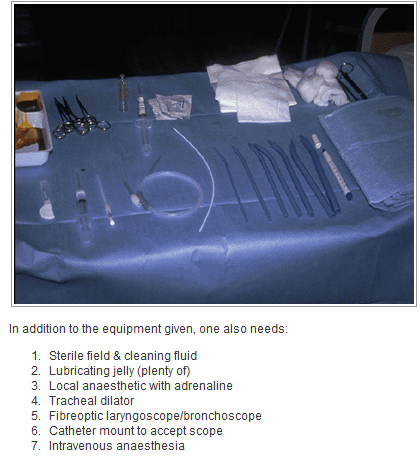 In addition to the equipment given, one also needs:
1. Sterile field & cleaning fluid
2. Lubricating jelly (plenty of)
3. Local anaesthetic with adrenaline
4. Tracheal dilator
5. Fibreoptic laryngoscope/bronchoscope
6. Catheter mount to accept scope
7. Intravenous anaesthesia